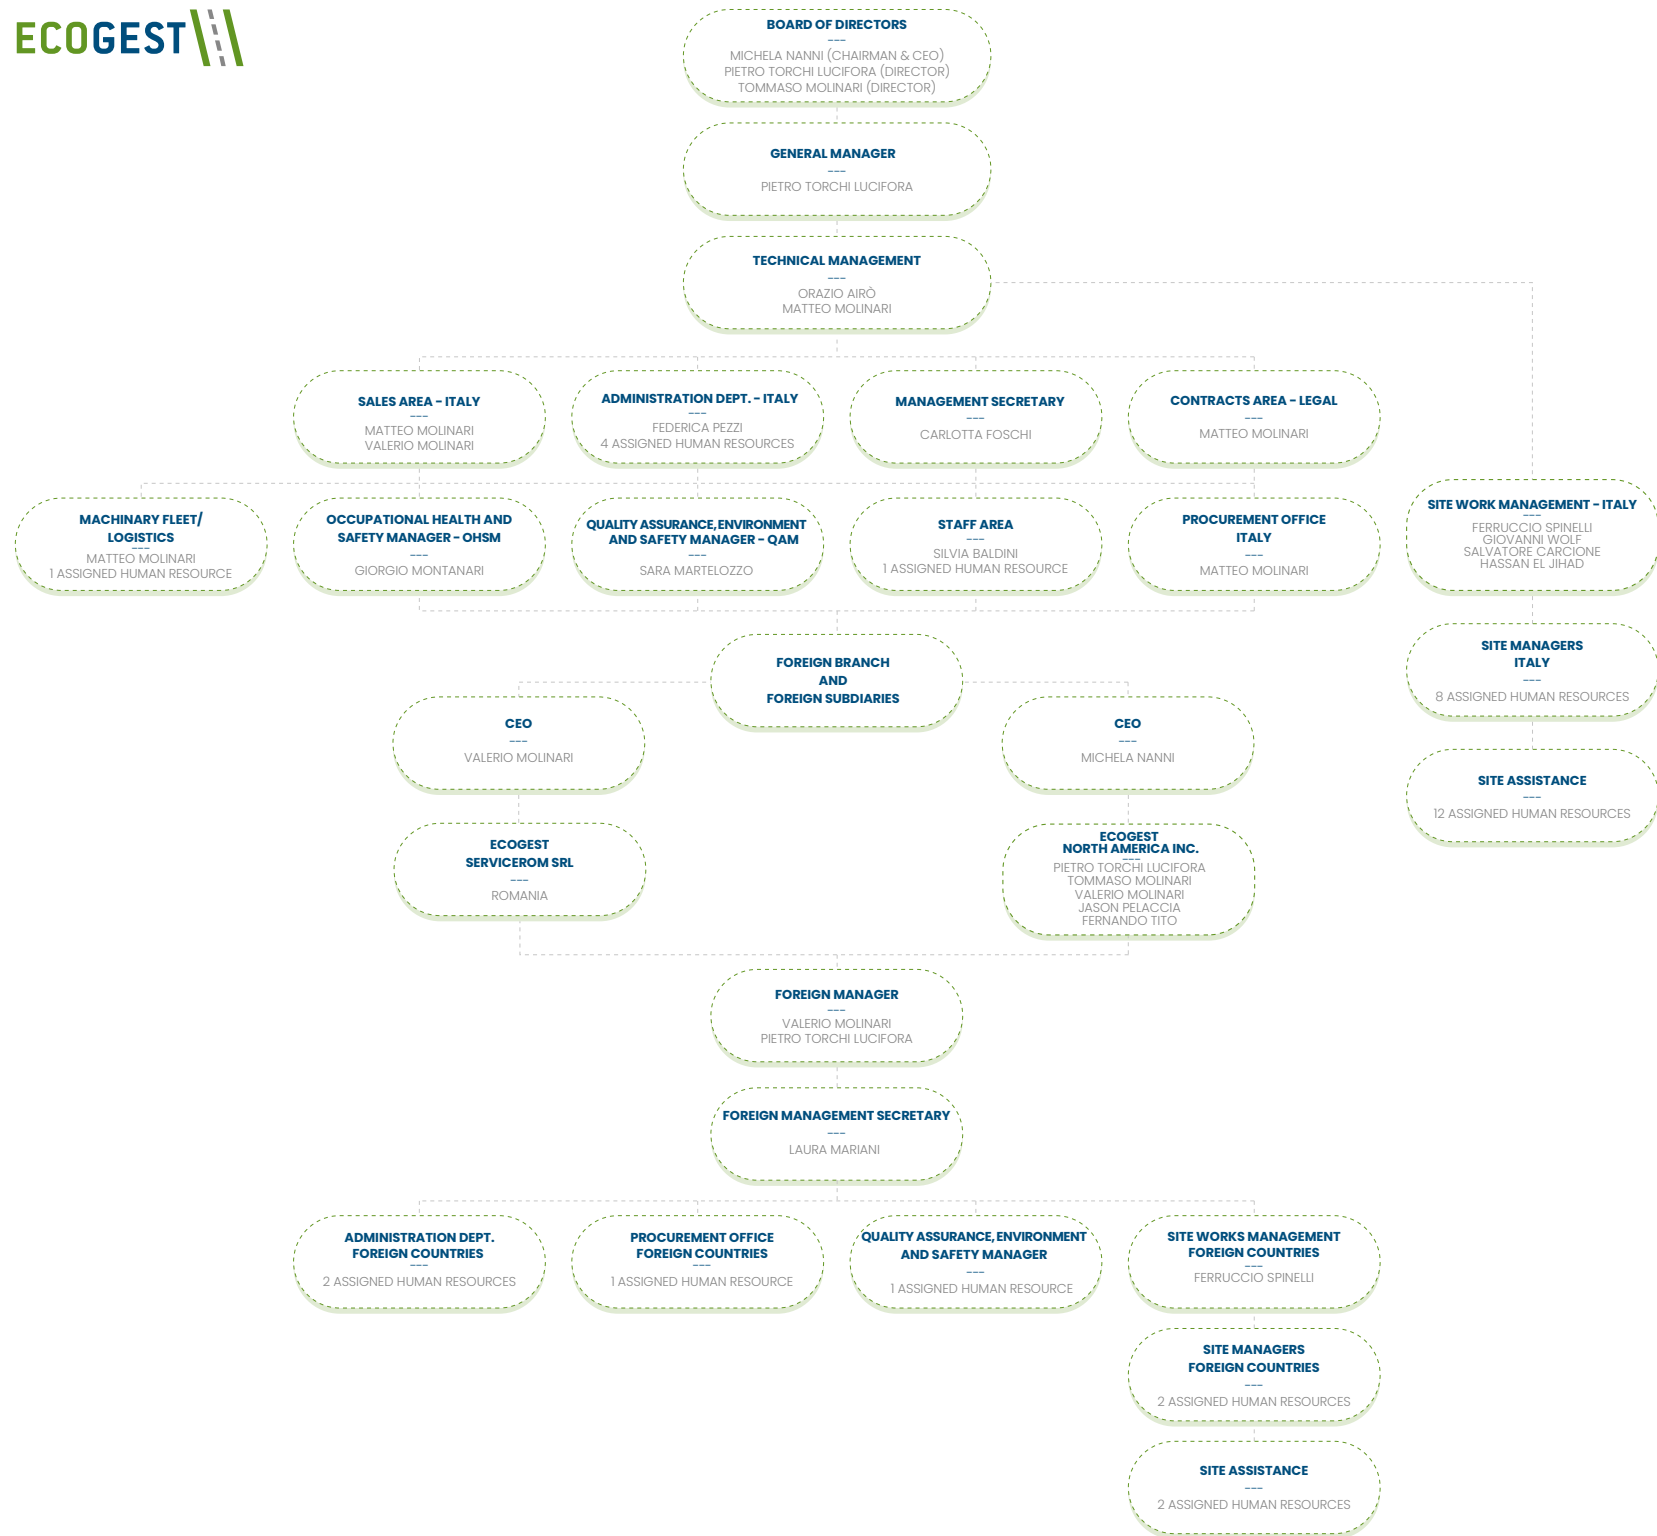 ECOGEST
BOARD OF DIRECTORS
---
MICHELA NANNI (CHAIRMAN & CEO)
PIETRO TORCHI LUCIFORA (DIRECTOR)
TOMMASO MOLINARI (DIRECTOR)
GENERAL MANAGER
---
PIETRO TORCHI LUCIFORA
TECHNICAL MANAGEMENT
---
ORAZIO AIRÒ
MATTEO MOLINARI
SALES AREA - ITALY
---
MATTEO MOLINARI
VALERIO MOLINARI
ADMINISTRATION DEPT. - ITALY
---
FEDERICA PEZZI
4 ASSIGNED HUMAN RESOURCES
MANAGEMENT SECRETARY
---
CARLOTTA FOSCHI
CONTRACTS AREA - LEGAL
---
MATTEO MOLINARI
MACHINARY FLEET/
LOGISTICS
---
MATTEO MOLINARI
1 ASSIGNED HUMAN RESOURCE
OCCUPATIONAL HEALTH AND
SAFETY MANAGER - OHSM
---
GIORGIO MONTANARI
QUALITY ASSURANCE, ENVIRONMENT
AND SAFETY MANAGER - QAM
---
SARA MARTELOZZO
STAFF AREA
---
SILVIA BALDINI
1 ASSIGNED HUMAN RESOURCE
PROCUREMENT OFFICE
ITALY
---
MATTEO MOLINARI
SITE WORK MANAGEMENT - ITALY
---
FERRUCCIO SPINELLI
GIOVANNI WOLF
SALVATORE CARCIONE
HASSAN EL JIHAD
SITE MANAGERS
ITALY
---
8 ASSIGNED HUMAN RESOURCES
SITE ASSISTANCE
---
12 ASSIGNED HUMAN RESOURCES
FOREIGN BRANCH
AND
FOREIGN SUBDIARIES
CEO
---
VALERIO MOLINARI
CEO
---
MICHELA NANNI
ECOGEST
SERVICEROM SRL
---
ROMANIA
ECOGEST
NORTH AMERICA INC.
---
PIETRO TORCHI LUCIFORA
TOMMASO MOLINARI
VALERIO MOLINARI
JASON PELACCIA
FERNANDO TITO
FOREIGN MANAGER
---
VALERIO MOLINARI
PIETRO TORCHI LUCIFORA
FOREIGN MANAGEMENT SECRETARY
---
LAURA MARIANI
ADMINISTRATION DEPT.
FOREIGN COUNTRIES
---
2 ASSIGNED HUMAN RESOURCES
PROCUREMENT OFFICE
FOREIGN COUNTRIES
---
1 ASSIGNED HUMAN RESOURCE
QUALITY ASSURANCE, ENVIRONMENT
AND SAFETY MANAGER
---
1 ASSIGNED HUMAN RESOURCE
SITE WORKS MANAGEMENT
FOREIGN COUNTRIES
---
FERRUCCIO SPINELLI
SITE MANAGERS
FOREIGN COUNTRIES
---
2 ASSIGNED HUMAN RESOURCES
SITE ASSISTANCE
---
2 ASSIGNED HUMAN RESOURCES